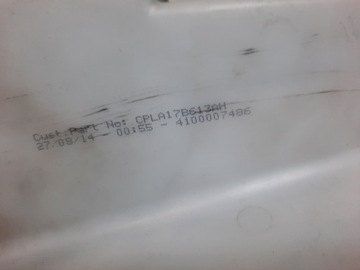 Cust Part No: CPLA17B613AH
27/08/14 - 00:55 - 4100007486